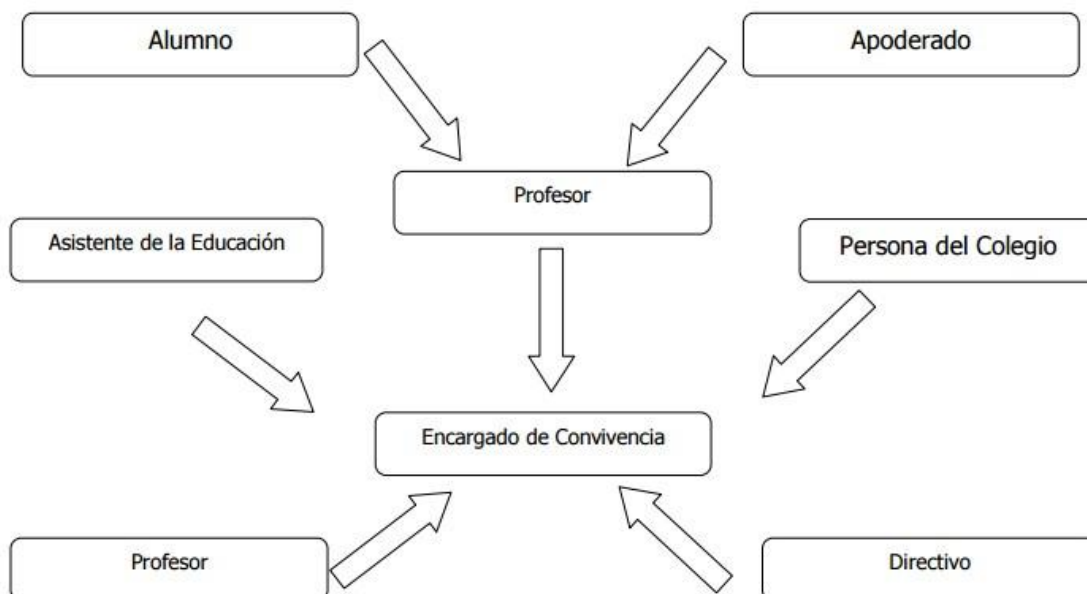 Alumno
Apoderado
Profesor
Asistente de la Educación
Persona del Colegio
Encargado de Convivencia
Profesor
Directivo